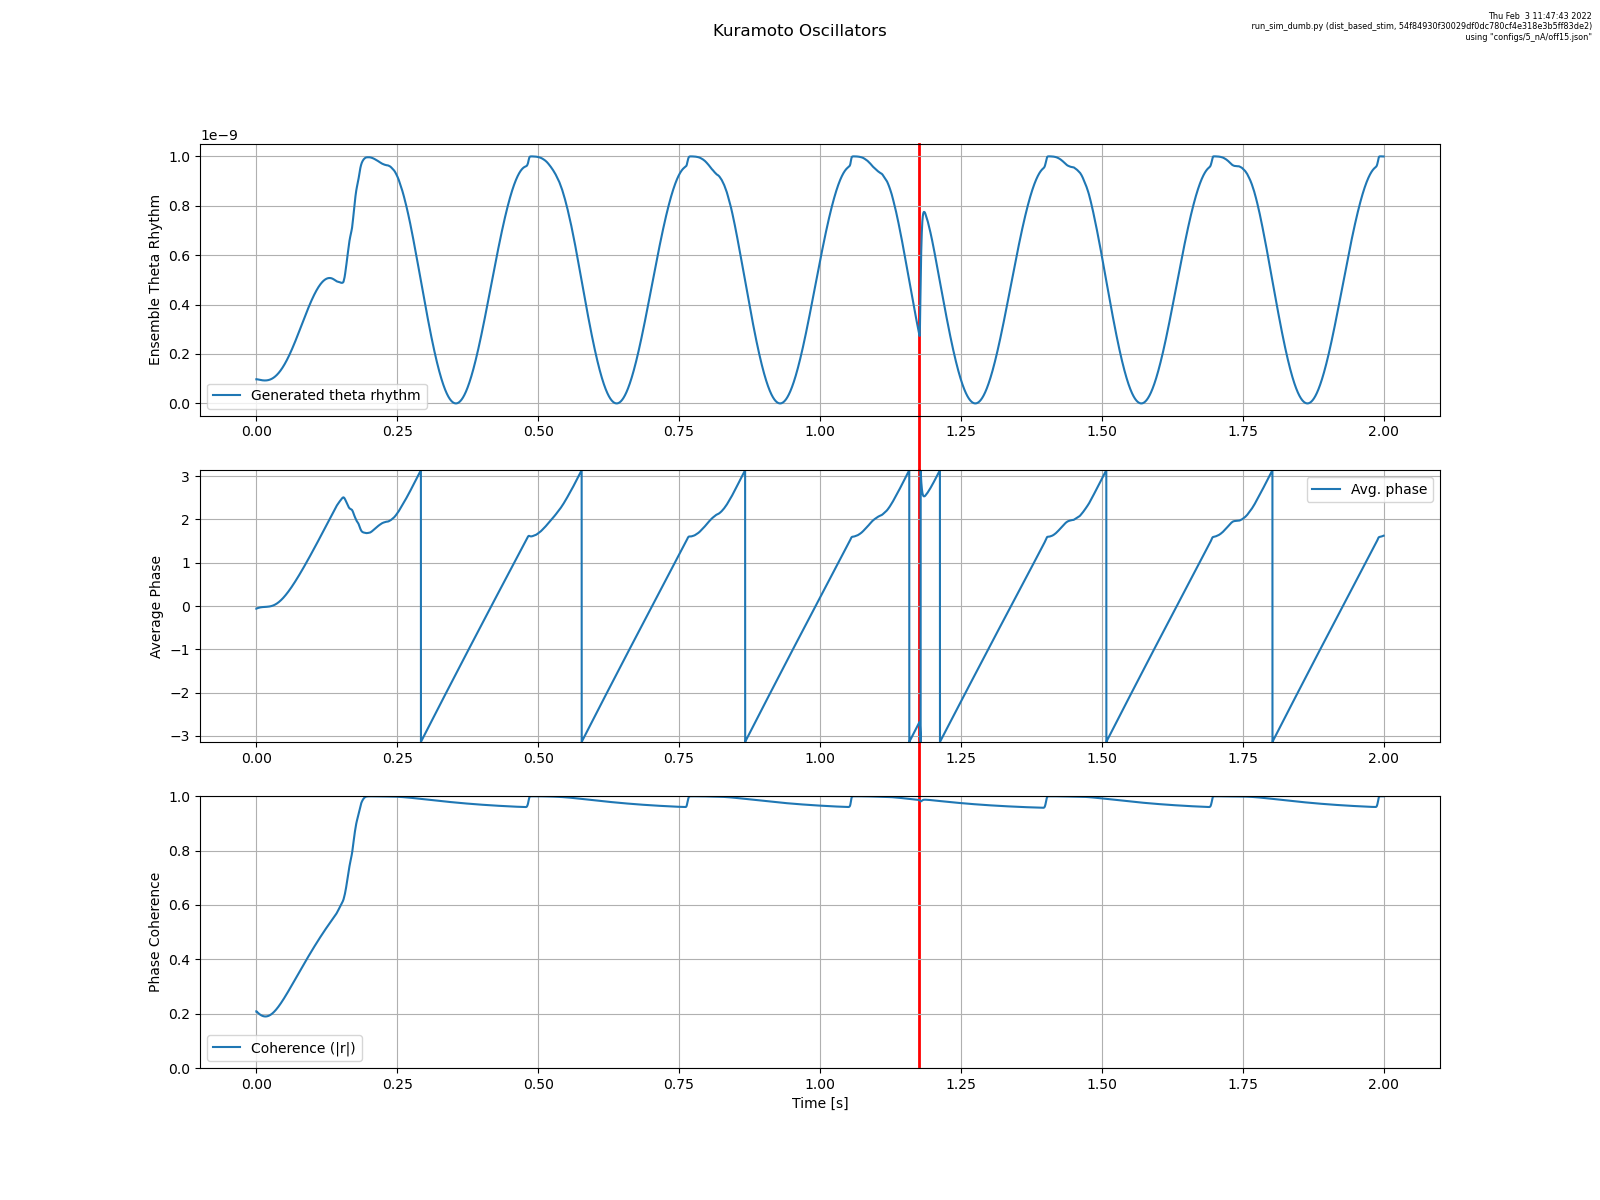 Thu Feb  3 11:47:43 2022
run_sim_dumb.py (dist_based_stim, 54f84930f30029df0dc780cf4e318e3b5ff83de2)
using "configs/5_nA/off15.json"
Kuramoto Oscillators
1e−9
Ensemble Theta Rhythm
1.0
0.8
0.6
0.4
0.2
0.0
Generated theta rhythm
0.00 0.25 0.50 0.75 1.00 1.25 1.50 1.75 2.00
Average Phase
3
2
1
0
−1
−2
−3
Avg. phase
0.00 0.25 0.50 0.75 1.00 1.25 1.50 1.75 2.00
Phase Coherence
1.0
0.8
0.6
0.4
0.2
0.0
Coherence (|r|)
0.00 0.25 0.50 0.75 1.00 1.25 1.50 1.75 2.00
Time [s]